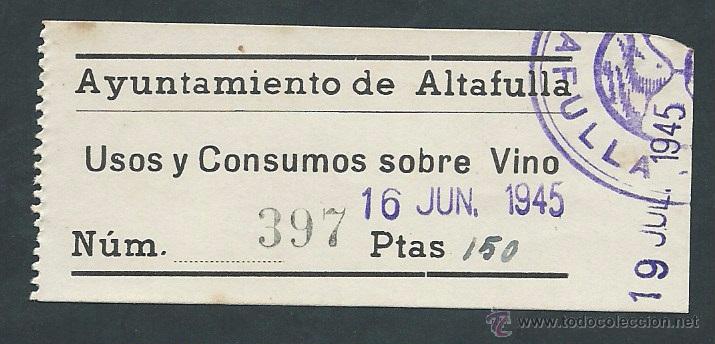 Ayuntamiento de Altafulla
Usos y Consumos sobre Vino
16 JUN. 1945
Núm. 397 Ptas 150
AFULLA
19 JUL. 1945
© todocoleccion
www.todocoleccion.net